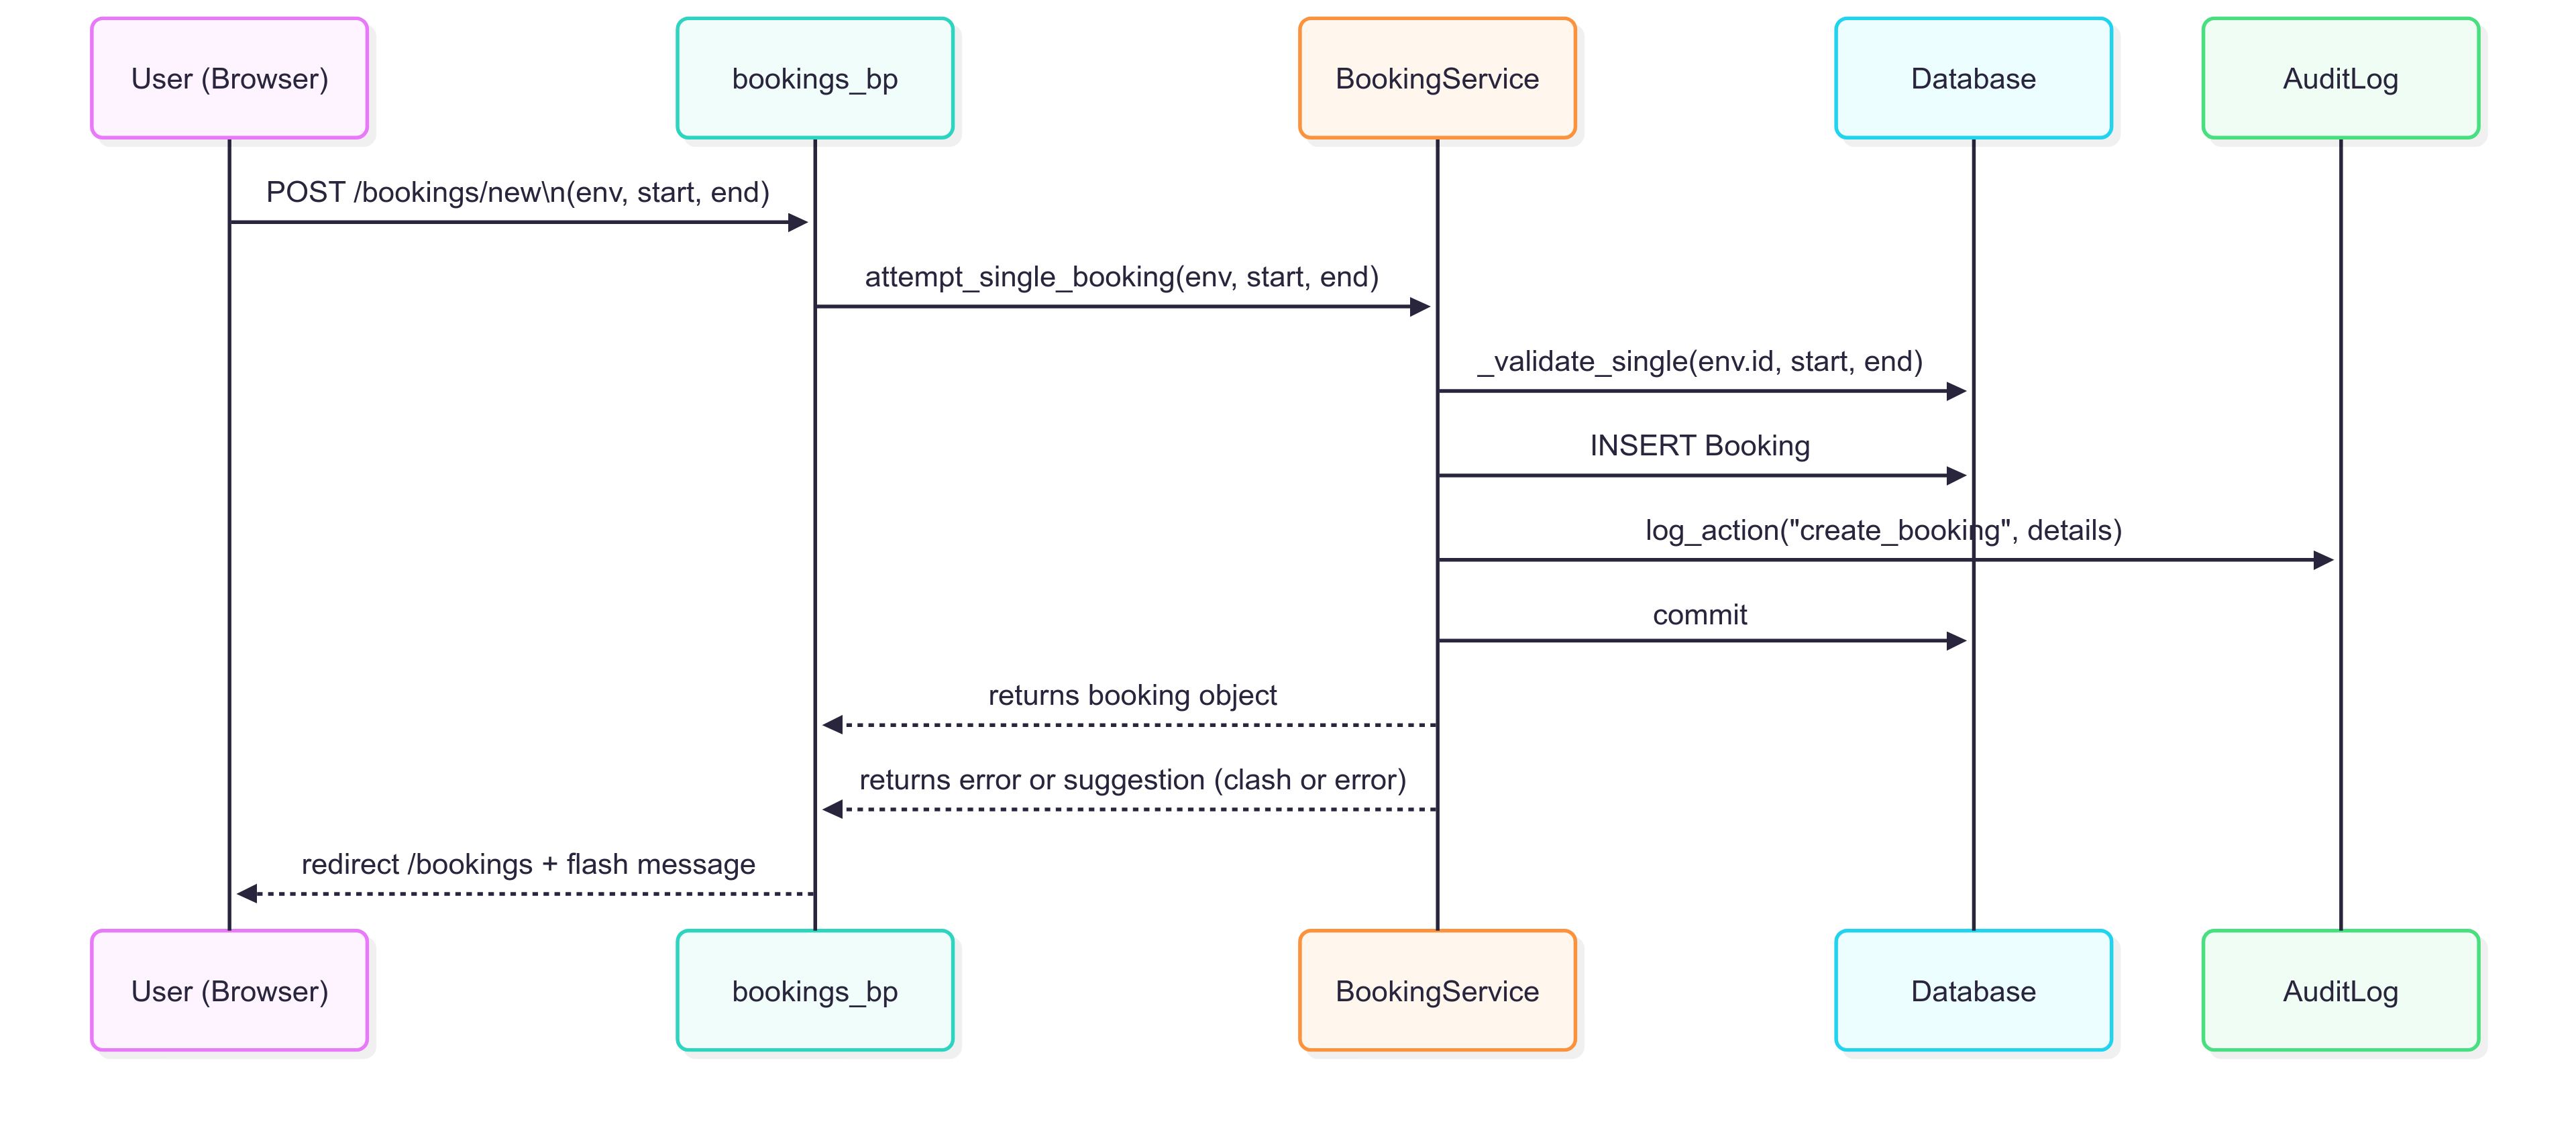 User (Browser)
bookings_bp
BookingService
Database
AuditLog
POST /bookings/new\n(env, start, end)
attempt_single_booking(env, start, end)
_validate_single(env.id, start, end)
INSERT Booking
log_action("create_booking", details)
commit
returns booking object
returns error or suggestion (clash or error)
redirect /bookings + flash message
User (Browser)
bookings_bp
BookingService
Database
AuditLog